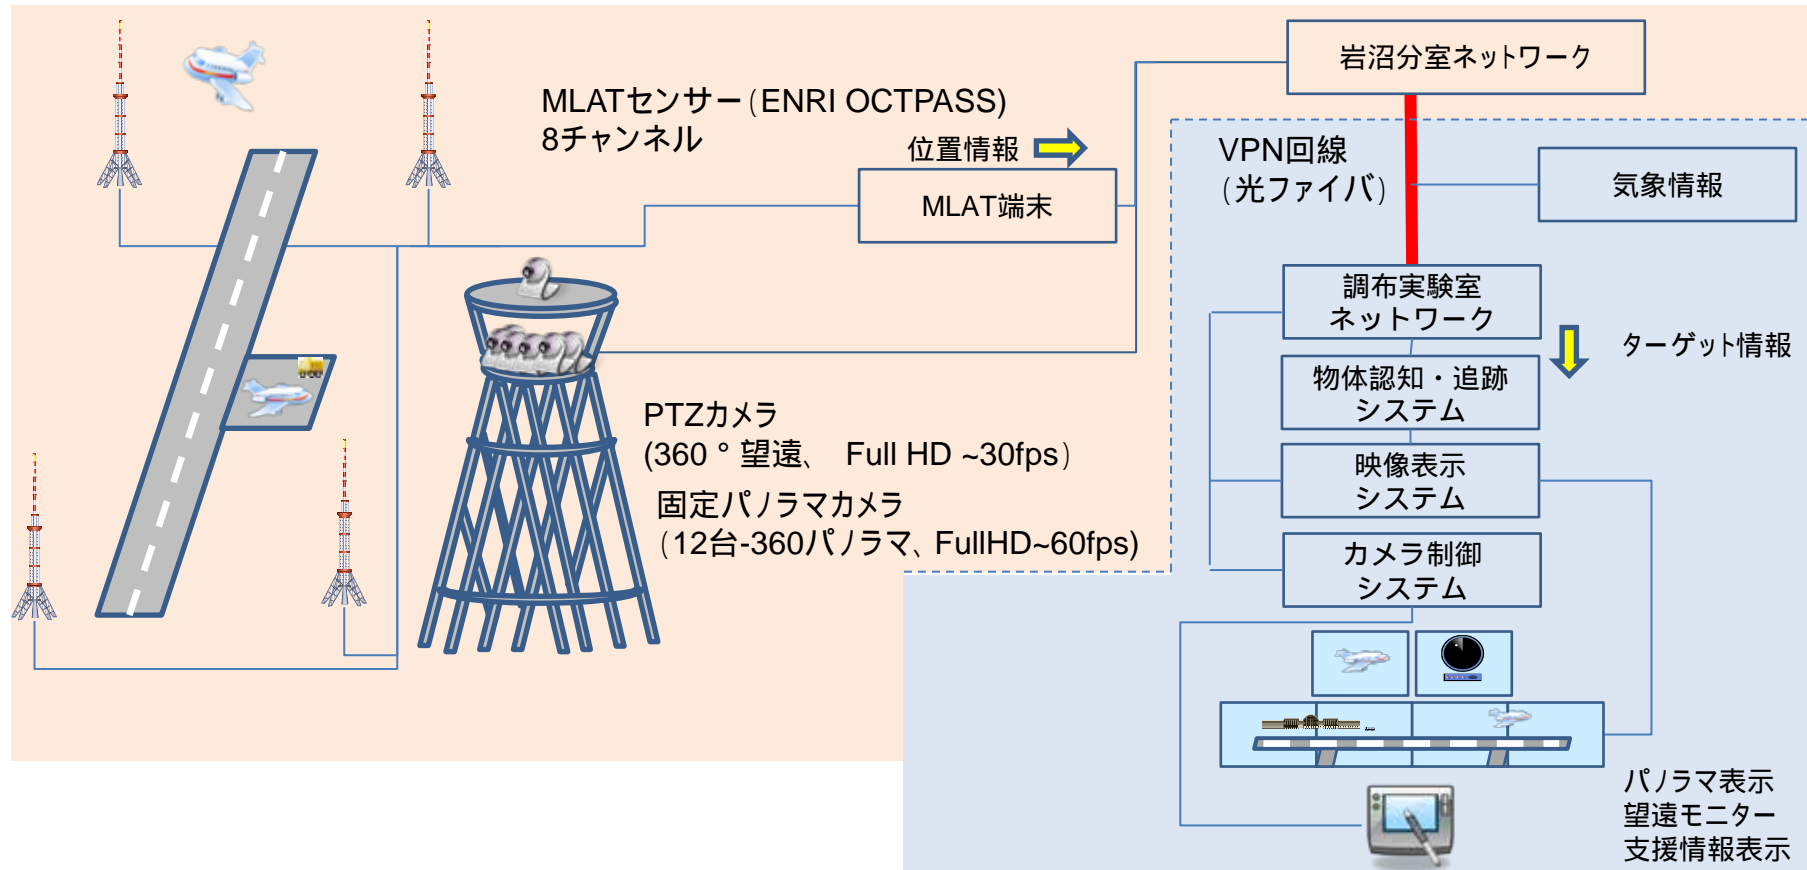 岩沼分室ネットワーク
MLATセンサー（ENRI OCTPASS)
8チャンネル
位置情報
MLAT端末
VPN回線
（光ファイバ）
気象情報
調布実験室
ネットワーク
ターゲット情報
物体認知・追跡
システム
PTZカメラ
(360 ° 望遠、 Full HD ~30fps）
映像表示
システム
固定パノラマカメラ
（12台-360パノラマ、FullHD~60fps)
カメラ制御
システム
パノラマ表示
望遠モニター
支援情報表示